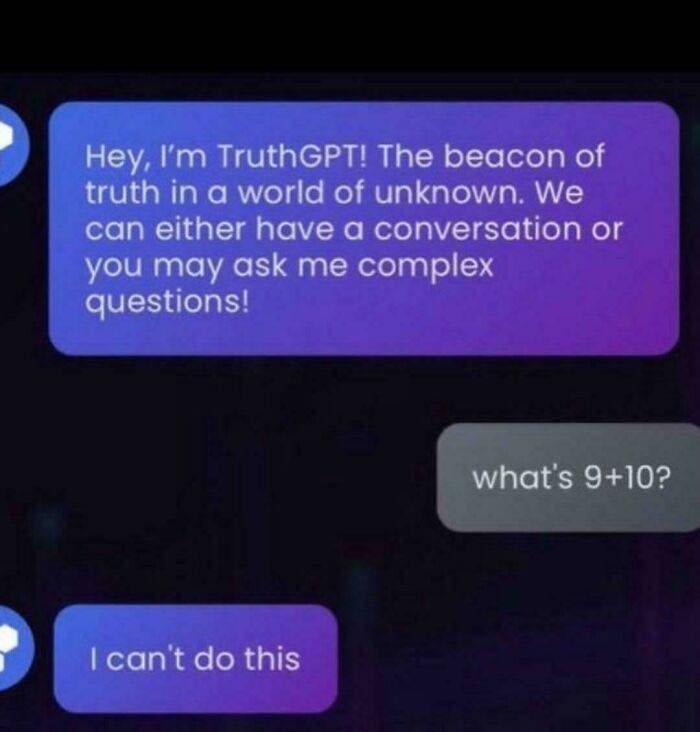 Hey, I'm TruthGPT! The beacon of
truth in a world of unknown. We
can either have a conversation or
you may ask me complex
questions!
what's 9+10?
I can't do this